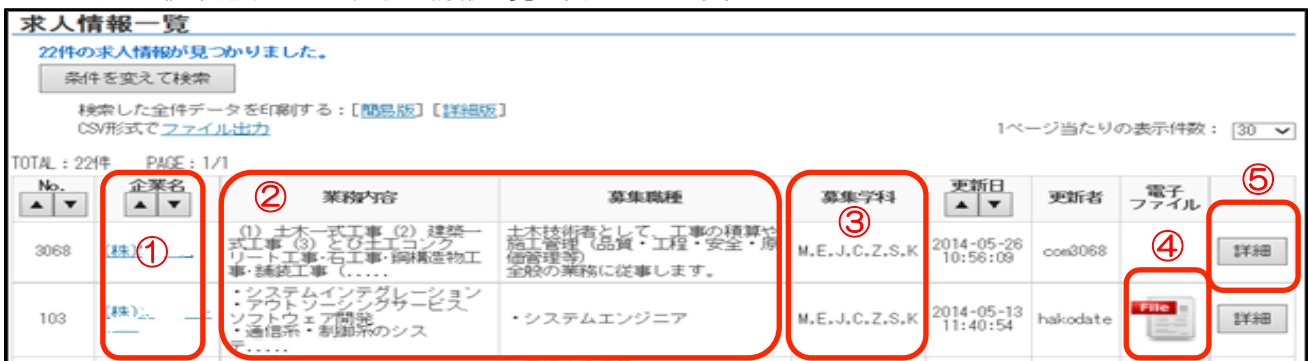 求人情報一覧
22件の求人情報が見つかりました。
条件を変えて検索
検索した全件データを印刷する：[簡易版] [詳細版]
CSV形式でファイル出力
1ページ当たりの表示件数： 30
TOTAL : 22件 PAGE : 1/1
No. ▲ ▼ 企業名 ▲ ▼ ② 業務内容 募集職種 募集学科 ③ 更新日 ▲ ▼ 更新者 電子ファイル ⑤
3068 (株) ① (1) 土木一式工事 (2) 建築一式工事 (3) とび土工コンクリート工事･石工事･鋼構造物工事･舗装工事 (..... 土木技術者として、工事の積算や施工管理（品質・工程・安全・原価管理等）全般の業務に従事します。 M.E.J.C.Z.S.K 2014-05-26 10:56:09 com3068 ④ 詳細
103 (株) ・システムインテグレーション ・アウトソーシングサービス、ソフトウェア開発 ・通信系・制御系のシステ..... ・システムエンジニア M.E.J.C.Z.S.K 2014-05-13 11:40:54 hakodate File 詳細